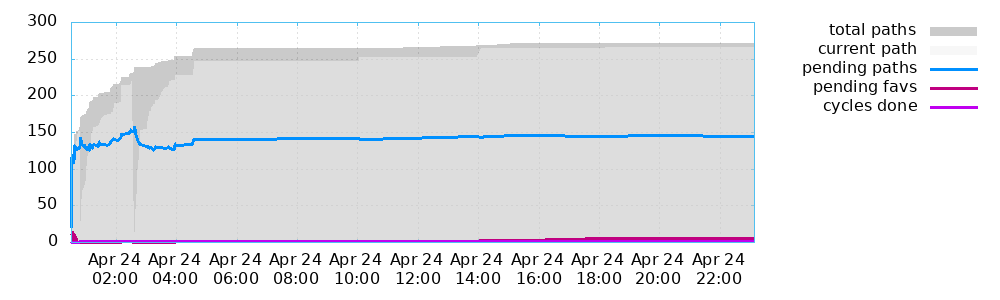 300
250
200
150
100
50
0
Apr 24 Apr 24 Apr 24 Apr 24 Apr 24 Apr 24 Apr 24 Apr 24 Apr 24 Apr 24 Apr 24
02:00 04:00 06:00 08:00 10:00 12:00 14:00 16:00 18:00 20:00 22:00
total paths
current path
pending paths
pending favs
cycles done